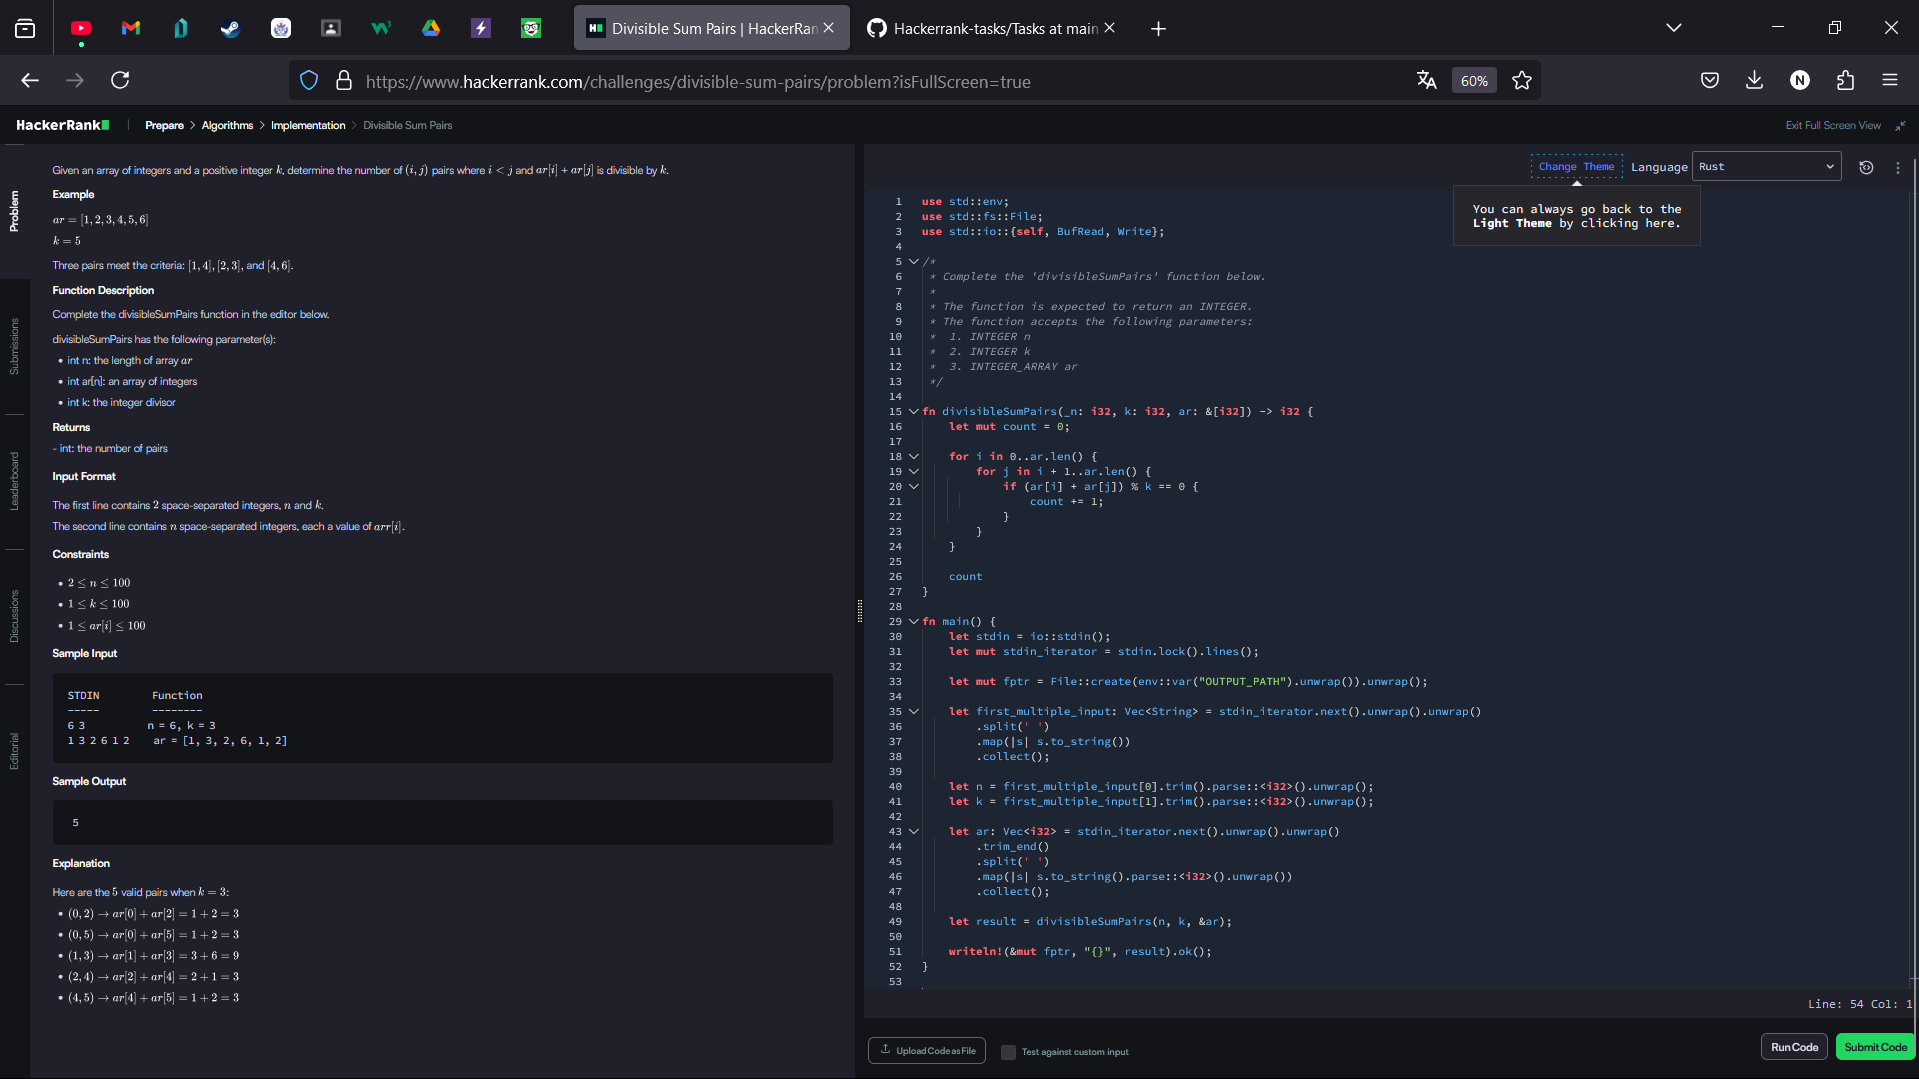 Divisible Sum Pairs | HackerRan
Hackerrank-tasks/Tasks at main
https://www.hackerrank.com/challenges/divisible-sum-pairs/problem?isFullScreen=true
60%
N
HackerRank
Prepare > Algorithms > Implementation > Divisible Sum Pairs
Exit Full Screen View
Problem
Submissions
Leaderboard
Discussions
Editorial
Given an array of integers and a positive integer k, determine the number of (i, j) pairs where i < j and ar[i] + ar[j] is divisible by k.
Example
ar = [1, 2, 3, 4, 5, 6]
k = 5
Three pairs meet the criteria: [1, 4], [2, 3], and [4, 6].
Function Description
Complete the divisibleSumPairs function in the editor below.
divisibleSumPairs has the following parameter(s):
• int n: the length of array ar
• int ar[n]: an array of integers
• int k: the integer divisor
Returns
- int: the number of pairs
Input Format
The first line contains 2 space-separated integers, n and k.
The second line contains n space-separated integers, each a value of arr[i].
Constraints
• 2 ≤ n ≤ 100
• 1 ≤ k ≤ 100
• 1 ≤ ar[i] ≤ 100
Sample Input
STDIN Function
----- --------
6 3 n = 6, k = 3
1 3 2 6 1 2 ar = [1, 3, 2, 6, 1, 2]
Sample Output
5
Explanation
Here are the 5 valid pairs when k = 3:
• (0, 2) → ar[0] + ar[2] = 1 + 2 = 3
• (0, 5) → ar[0] + ar[5] = 1 + 2 = 3
• (1, 3) → ar[1] + ar[3] = 3 + 6 = 9
• (2, 4) → ar[2] + ar[4] = 2 + 1 = 3
• (4, 5) → ar[4] + ar[5] = 1 + 2 = 3
Change Theme
Language
Rust
You can always go back to the
Light Theme by clicking here.
1 use std::env;
2 use std::fs::File;
3 use std::io::{self, BufRead, Write};
4
5 /*
6 * Complete the 'divisibleSumPairs' function below.
7 *
8 * The function is expected to return an INTEGER.
9 * The function accepts the following parameters:
10 * 1. INTEGER n
11 * 2. INTEGER k
12 * 3. INTEGER_ARRAY ar
13 */
14
15 fn divisibleSumPairs(_n: i32, k: i32, ar: &[i32]) -> i32 {
16 let mut count = 0;
17
18 for i in 0..ar.len() {
19 for j in i + 1..ar.len() {
20 if (ar[i] + ar[j]) % k == 0 {
21 count += 1;
22 }
23 }
24 }
25
26 count
27 }
28
29 fn main() {
30 let stdin = io::stdin();
31 let mut stdin_iterator = stdin.lock().lines();
32
33 let mut fptr = File::create(env::var("OUTPUT_PATH").unwrap()).unwrap();
34
35 let first_multiple_input: Vec<String> = stdin_iterator.next().unwrap().unwrap()
36 .split(' ')
37 .map(|s| s.to_string())
38 .collect();
39
40 let n = first_multiple_input[0].trim().parse::<i32>().unwrap();
41 let k = first_multiple_input[1].trim().parse::<i32>().unwrap();
42
43 let ar: Vec<i32> = stdin_iterator.next().unwrap().unwrap()
44 .trim_end()
45 .split(' ')
46 .map(|s| s.to_string().parse::<i32>().unwrap())
47 .collect();
48
49 let result = divisibleSumPairs(n, k, &ar);
50
51 writeln!(&mut fptr, "{}", result).ok();
52 }
53
Line: 54 Col: 1
Upload Code as File
Test against custom input
Run Code
Submit Code